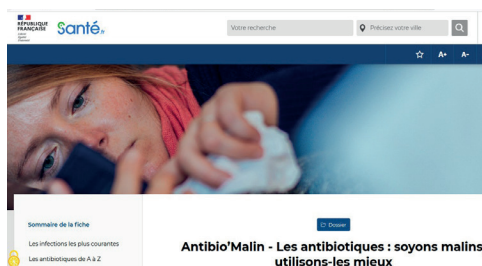 RÉPUBLIQUE
FRANÇAISE
Santé.fr
Votre recherche
Précisez votre ville
A+
A-
Sommaire de la fiche
Les infections les plus courantes
Les antibiotiques de A à Z
Dossier
Antibio'Malin - Les antibiotiques : soyons malins
utilisons-les mieux